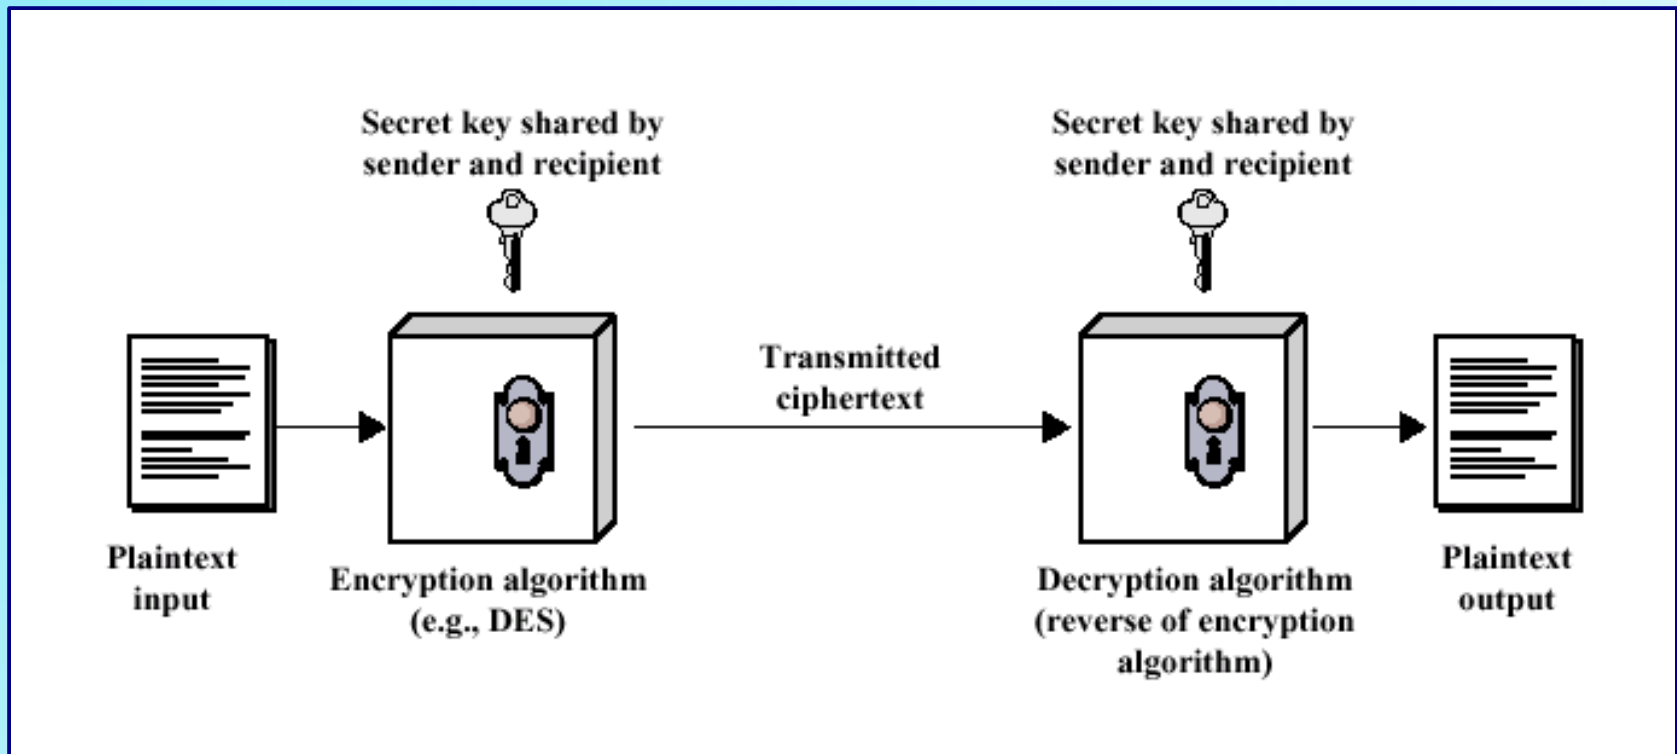 Secret key shared by
sender and recipient
Secret key shared by
sender and recipient
Transmitted
ciphertext
Plaintext
input
Encryption algorithm
(e.g., DES)
Decryption algorithm
(reverse of encryption
algorithm)
Plaintext
output